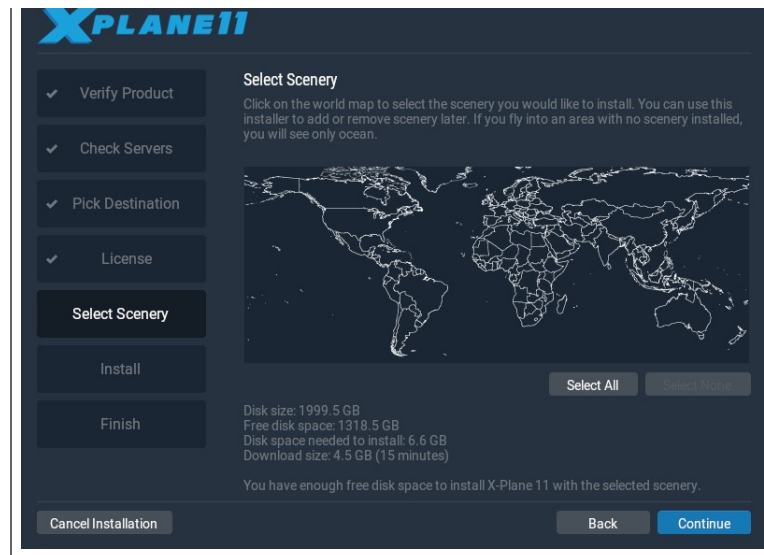 XPLANE11
Verify Product
Check Servers
Pick Destination
License
Select Scenery
Install
Finish
Select Scenery
Click on the world map to select the scenery you would like to install. You can use this
installer to add or remove scenery later. If you fly into an area with no scenery installed,
you will see only ocean.
Select All
Select None
Disk size: 1999.5 GB
Free disk space: 1318.5 GB
Disk space needed to install: 6.6 GB
Download size: 4.5 GB (15 minutes)
You have enough free disk space to install X-Plane 11 with the selected scenery.
Cancel Installation
Back
Continue